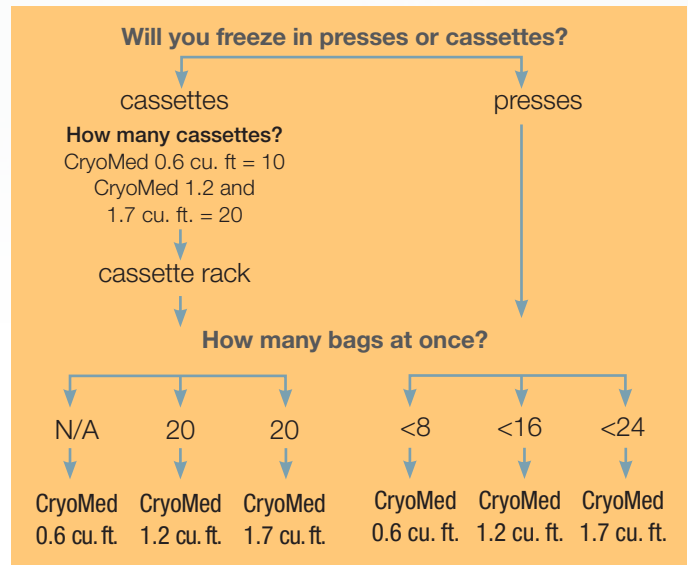 Will you freeze in presses or cassettes?
cassettes
presses
How many cassettes?
CryoMed 0.6 cu. ft = 10
CryoMed 1.2 and
1.7 cu. ft. = 20
cassette rack
How many bags at once?
N/A 20 20 <8 <16 <24
CryoMed CryoMed CryoMed CryoMed CryoMed CryoMed
0.6 cu. ft. 1.2 cu. ft. 1.7 cu. ft. 0.6 cu. ft. 1.2 cu. ft. 1.7 cu. ft.